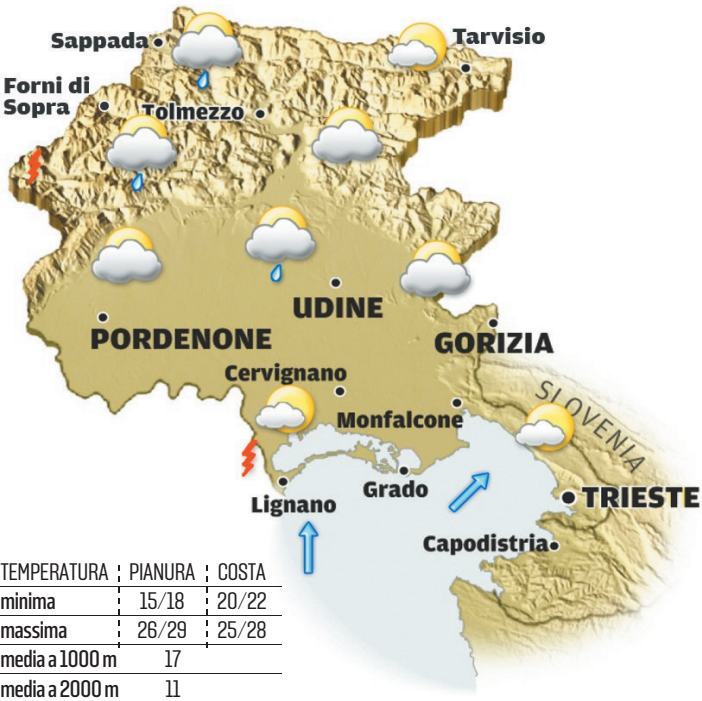 Sappada
Tarvisio
Forni di
Sopra
Tolmezzo
UDINE
PORDENONE
GORIZIA
Cervignano
SLOVENIA
Monfalcone
Grado
Lignano
TRIESTE
Capodistria
TEMPERATURA PIANURA COSTA
minima 15/18 20/22
massima 26/29 25/28
media a 1000 m 17
media a 2000 m 11